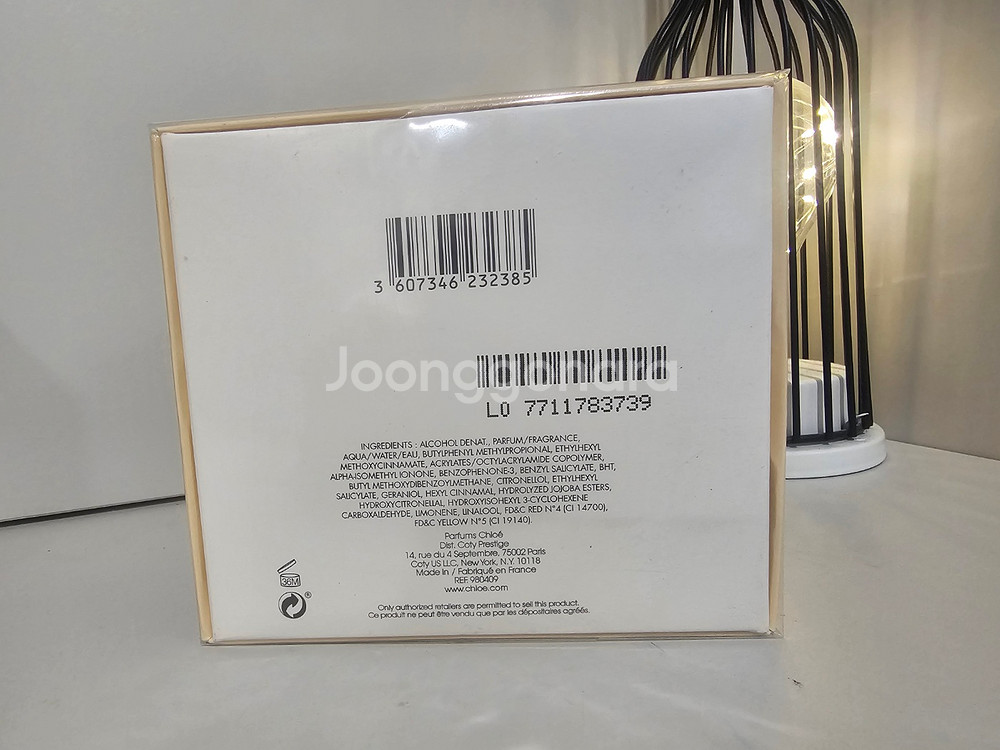 3 607346 232385
Joonggonara
LO 7711783739
INGREDIENTS : ALCOHOL DENAT., PARFUM/FRAGRANCE,
AQUA/WATER/EAU, BUTYLPHENYL METHYLPROPIONAL, ETHYLHEXYL
METHOXYCINNAMATE, ACRYLATES/OCTYLACRYLAMIDE COPOLYMER,
ALPHA-ISOMETHYL IONONE, BENZOPHENONE-3, BENZYL SALICYLATE, BHT,
BUTYL METHOXYDIBENZOYLMETHANE, CITRONELLOL, ETHYLHEXYL
SALICYLATE, GERANIOL, HEXYL CINNAMAL, HYDROLYZED JOJOBA ESTERS,
HYDROXYCITRONELLAL, HYDROXYISOHEXYL 3-CYCLOHEXENE
CARBOXALDEHYDE, LIMONENE, LINALOOL, FD&C RED N°4 (CI 14700),
FD&C YELLOW N°5 (CI 19140).
Parfums Chloé
Dist. Coty Prestige
14, rue du 4 Septembre, 75002 Paris
Coty US LLC, New York, N.Y. 10118
Made in / Fabriqué en France
REF 980409
www.chloe.com
36M
®
Only authorized retailers are permitted to sell this product.
Ce produit ne peut être vendu que par les dépositaires agréés.